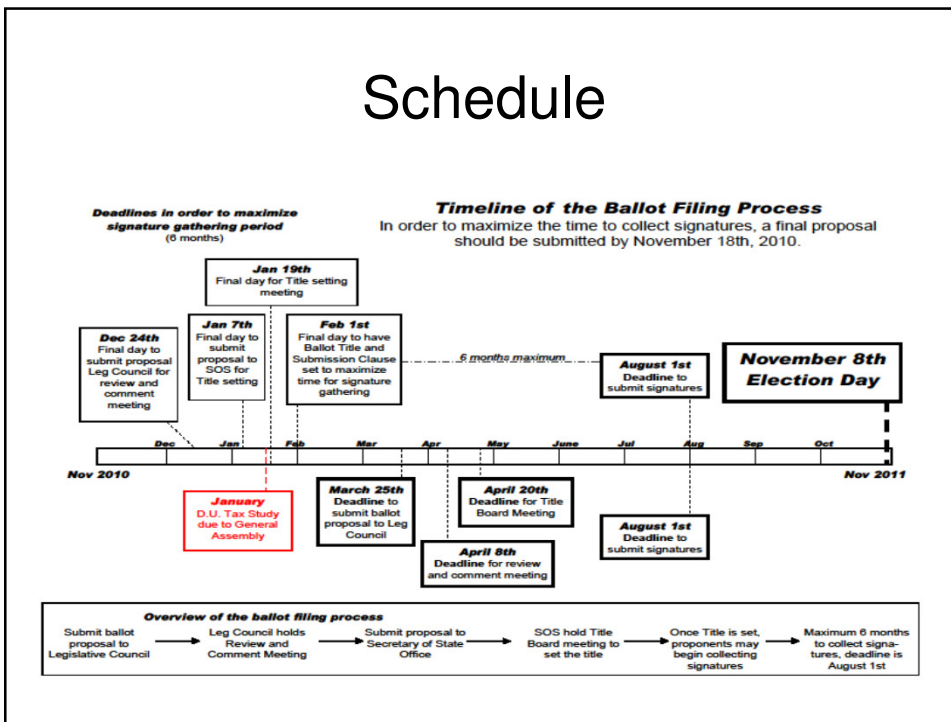 Schedule
Deadlines in order to maximize
signature gathering period
(6 months)
Timeline of the Ballot Filing Process
In order to maximize the time to collect signatures, a final proposal
should be submitted by November 18th, 2010.
Jan 19th
Final day for Title setting
meeting
Dec 24th
Final day to
submit proposal
Leg Council for
review and
comment
meeting
Jan 7th
Final day to
submit
proposal to
SOS for
Title setting
Feb 1st
Final day to have
Ballot Title and
Submission Clause
set to maximize
time for signature
gathering
6 months maximum
August 1st
Deadline to
submit signatures
November 8th
Election Day
Dec Jan Feb Mar Apr May June Jul Aug Sep Oct
Nov 2010
Nov 2011
January
D.U. Tax Study
due to General
Assembly
March 25th
Deadline to
submit ballot
proposal to Leg
Council
April 20th
Deadline for Title
Board Meeting
April 8th
Deadline for review
and comment meeting
August 1st
Deadline to
submit signatures
Overview of the ballot filing process
Submit ballot
proposal to
Legislative Council
Leg Council holds
Review and
Comment Meeting
Submit proposal to
Secretary of State
Office
SOS hold Title
Board meeting to
set the title
Once Title is set,
proponents may
begin collecting
signatures
Maximum 6 months
to collect signa-
tures, deadline is
August 1st